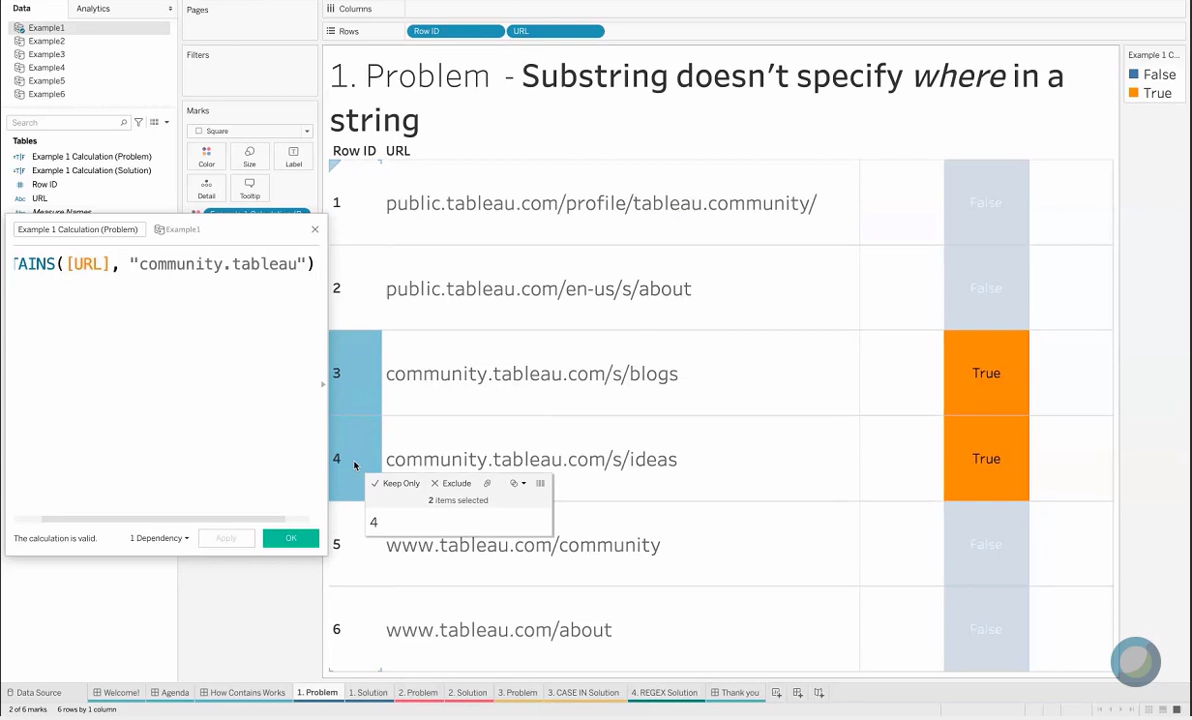 Data
Analytics
Example1
Example2
Example3
Example4
Example5
Example6
Search
Tables
Example 1 Calculation (Problem)
Example 1 Calculation (Solution)
Row ID
URL
Measure Names
Pages
Filters
Marks
Square
Color
Size
Label
Detail
Tooltip
Columns
Rows
Row ID
URL
1. Problem - Substring doesn't specify where in a
string
Row ID URL
1 public.tableau.com/profile/tableau.community/ False
2 public.tableau.com/en-us/s/about False
3 community.tableau.com/s/blogs True
4 community.tableau.com/s/ideas True
Keep Only Exclude
2 items selected
4
5 www.tableau.com/community False
6 www.tableau.com/about False
Example 1 C...
False
True
Example 1 Calculation (Problem)
Example1
TAINS([URL], "community.tableau")
The calculation is valid.
1 Dependency
Apply
OK
Data Source
Welcome!
Agenda
How Contains Works
1. Problem
1. Solution
2. Problem
2. Solution
3. Problem
3. CASE IN Solution
4. REGEX Solution
Thank you
2 of 6 marks
6 rows by 1 column